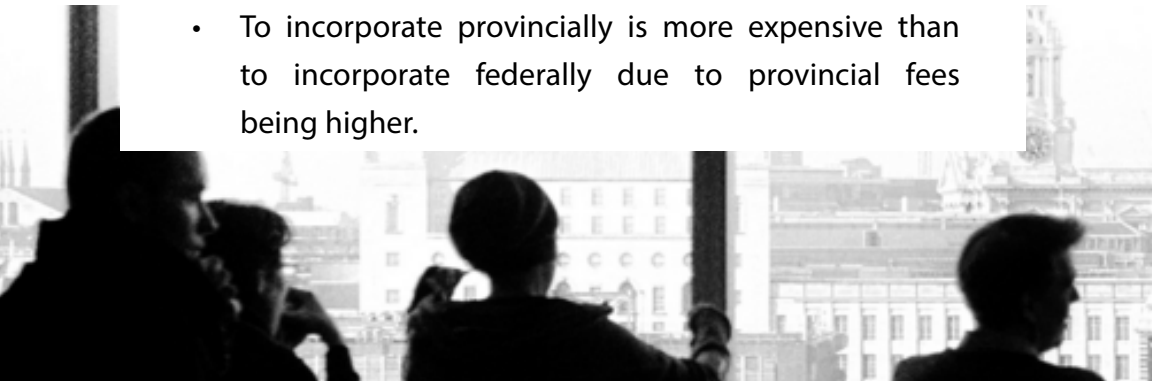 • To incorporate provincially is more expensive than
to incorporate federally due to provincial fees
being higher.